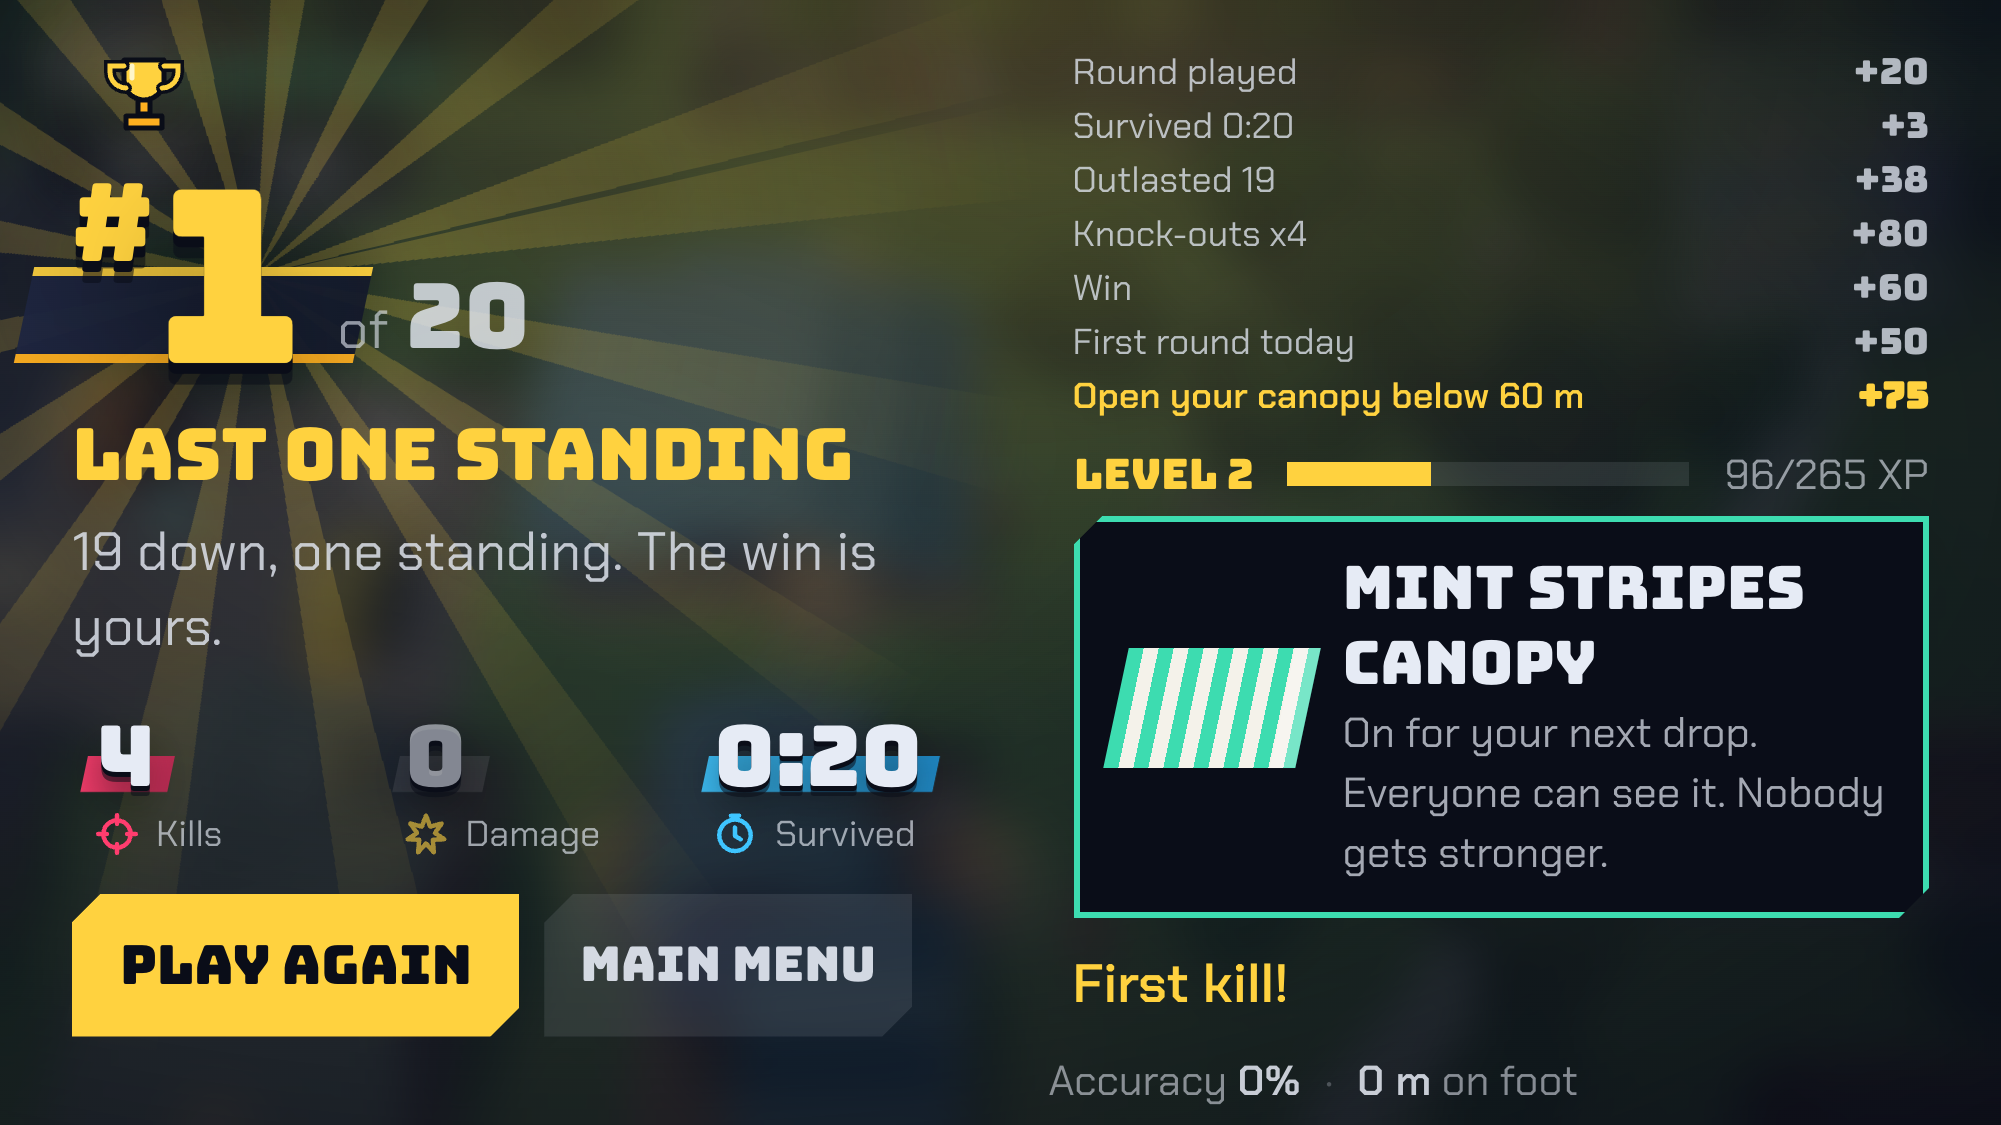 #1 of 20
LAST ONE STANDING
19 down, one standing. The win is
yours.
4
Kills
0
Damage
0:20
Survived
PLAY AGAIN
MAIN MENU
Round played +20
Survived 0:20 +3
Outlasted 19 +38
Knock-outs x4 +80
Win +60
First round today +50
Open your canopy below 60 m +75
LEVEL 2 96/265 XP
MINT STRIPES
CANOPY
On for your next drop.
Everyone can see it. Nobody
gets stronger.
First kill!
Accuracy 0% · 0 m on foot